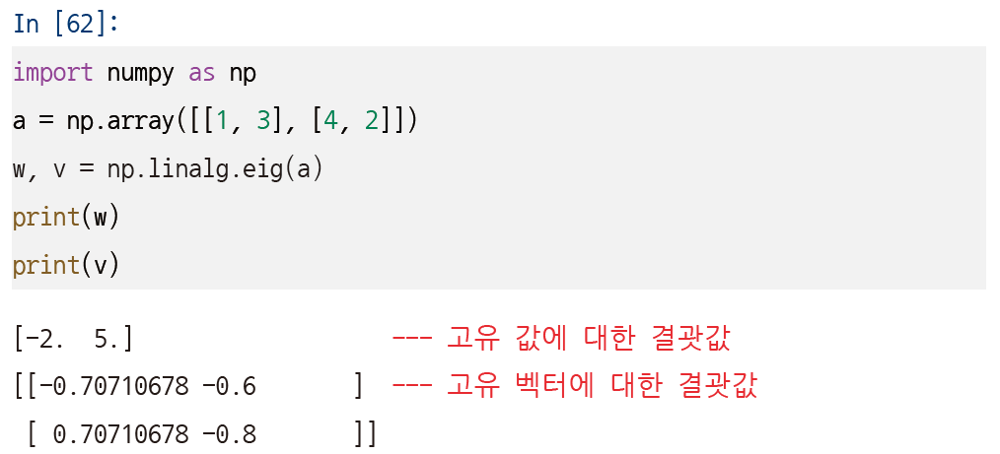 In [62]:
import numpy as np
a = np.array([[1, 3], [4, 2]])
w, v = np.linalg.eig(a)
print(w)
print(v)
[-2.  5.] --- 고유 값에 대한 결괏값
[[-0.70710678 -0.6       ] --- 고유 벡터에 대한 결괏값
 [ 0.70710678 -0.8       ]]